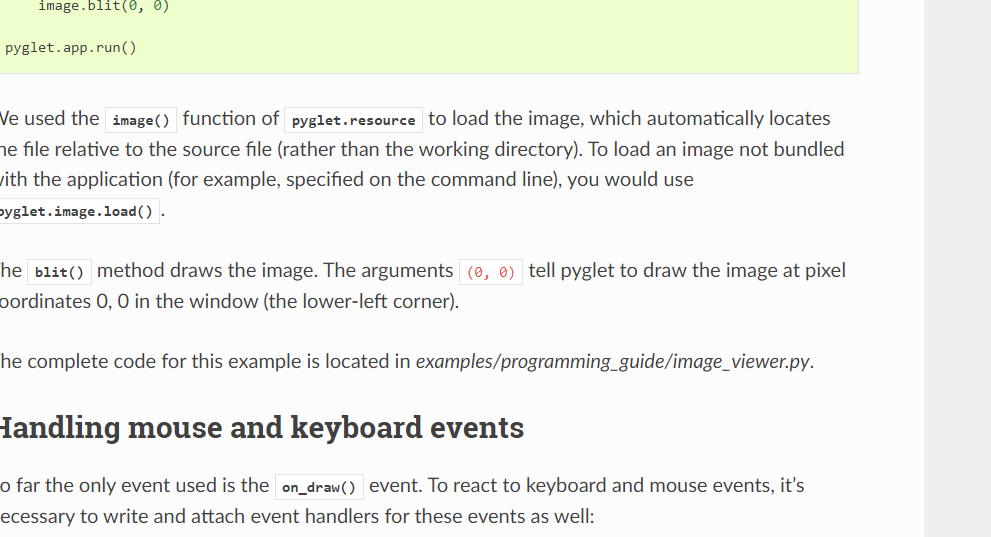 image.blit(0, 0)
pyglet.app.run()
We used the image() function of pyglet.resource to load the image, which automatically locates
he file relative to the source file (rather than the working directory). To load an image not bundled
with the application (for example, specified on the command line), you would use
pyglet.image.load().
he blit() method draws the image. The arguments (0, 0) tell pyglet to draw the image at pixel
oordinates 0, 0 in the window (the lower-left corner).
he complete code for this example is located in examples/programming_guide/image_viewer.py.
Handling mouse and keyboard events
o far the only event used is the on_draw() event. To react to keyboard and mouse events, it’s
ecessary to write and attach event handlers for these events as well: